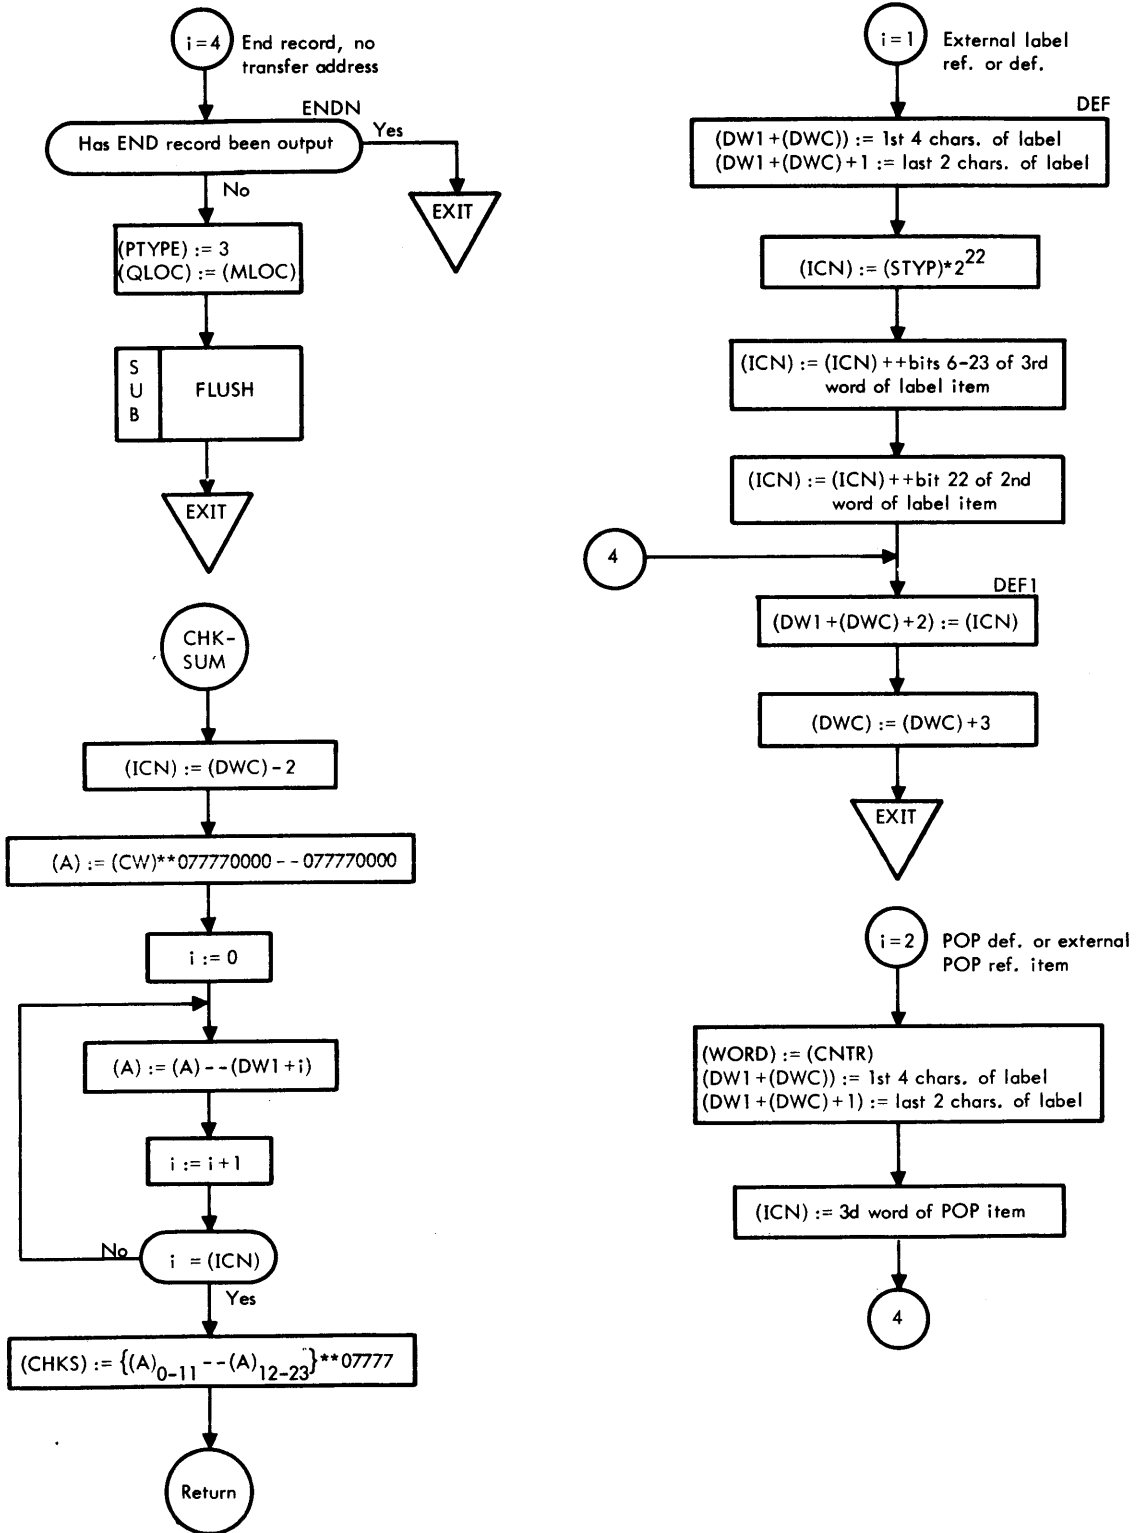 i=4
End record, no
transfer address
ENDN
Has END record been output
Yes
No
EXIT
(PTYPE) := 3
(QLOC) := (MLOC)
S
U
B
FLUSH
EXIT
CHK-
SUM
(ICN) := (DWC)-2
(A) := (CW)**077770000--077770000
i := 0
(A) := (A)--(DW1+i)
i := i+1
No
i = (ICN)
Yes
(CHKS) := {(A)0-11--(A)12-23}**07777
Return
i=1
External label
ref. or def.
DEF
(DW1+(DWC)) := 1st 4 chars. of label
(DW1+(DWC)+1 := last 2 chars. of label
(ICN) := (STYP)*2^22
(ICN) := (ICN)++bits 6-23 of 3rd
word of label item
(ICN) := (ICN)++bit 22 of 2nd
word of label item
4
DEF1
(DW1+(DWC)+2) := (ICN)
(DWC) := (DWC)+3
EXIT
i=2
POP def. or external
POP ref. item
(WORD) := (CNTR)
(DW1+(DWC)) := 1st 4 chars. of label
(DW1+(DWC)+1) := last 2 chars. of label
(ICN) := 3d word of POP item
4